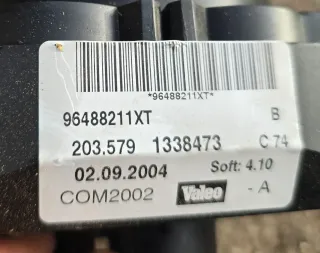 *96488211XT*
96488211XT B
203.579 1338473 C 74
02.09.2004 Soft: 4.10
COM2002 Valeo - A